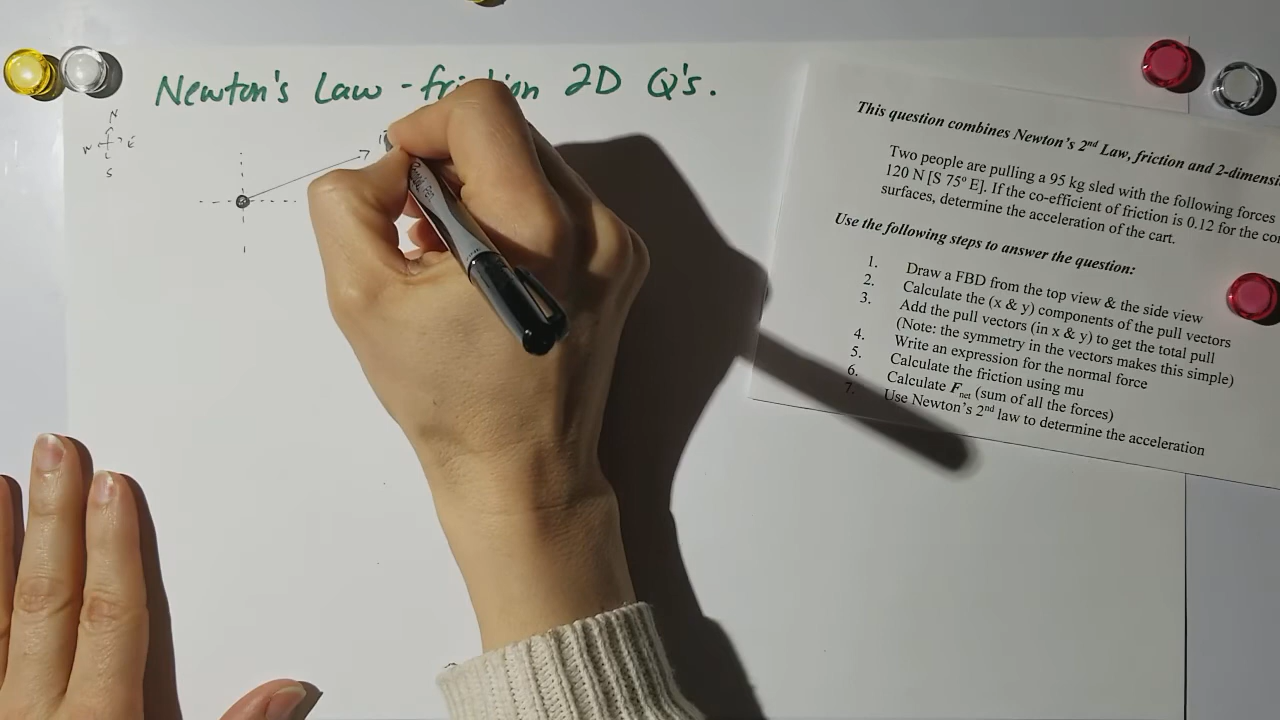 Newton's Law - friction 2D Q's.
N
W E
S
This question combines Newton's 2nd Law, friction and
Two people are pulling a 95 kg sled with the following forces
120 N [S 75° E]. If the co-efficient of friction is 0.12 for the
surfaces, determine the acceleration of the cart.
Use the following steps to answer the question:
1. Draw a FBD from the top view & the side view
2. Calculate the (x & y) components of the pull vectors
3. Add the pull vectors (in x & y) to get the total pull
(Note: the symmetry in the vectors makes this simple)
4. Write an expression for the normal force
5. Calculate the friction using mu
6. Calculate Fnet (sum of all the forces)
7. Use Newton's 2nd law to determine the acceleration